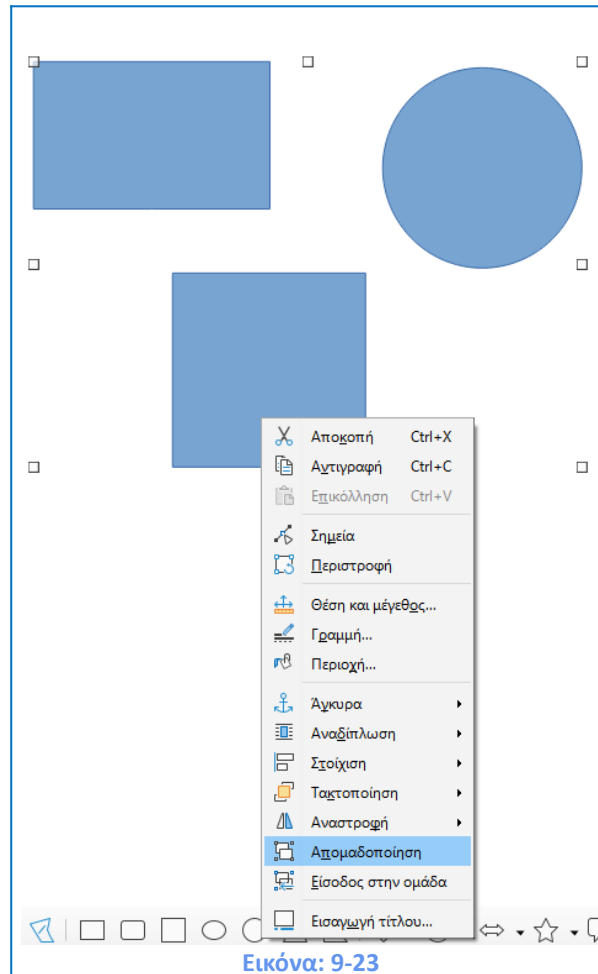 Αποκοπή Ctrl+X
Αντιγραφή Ctrl+C
Επικόλληση Ctrl+V
Σημεία
Περιστροφή
Θέση και μέγεθος...
Γραμμή...
Περιοχή...
Άγκυρα
Αναδίπλωση
Στοίχιση
Τακτοποίηση
Αναστροφή
Απομαδοποίηση
Είσοδος στην ομάδα
Εισαγωγή τίτλου...
Εικόνα: 9-23